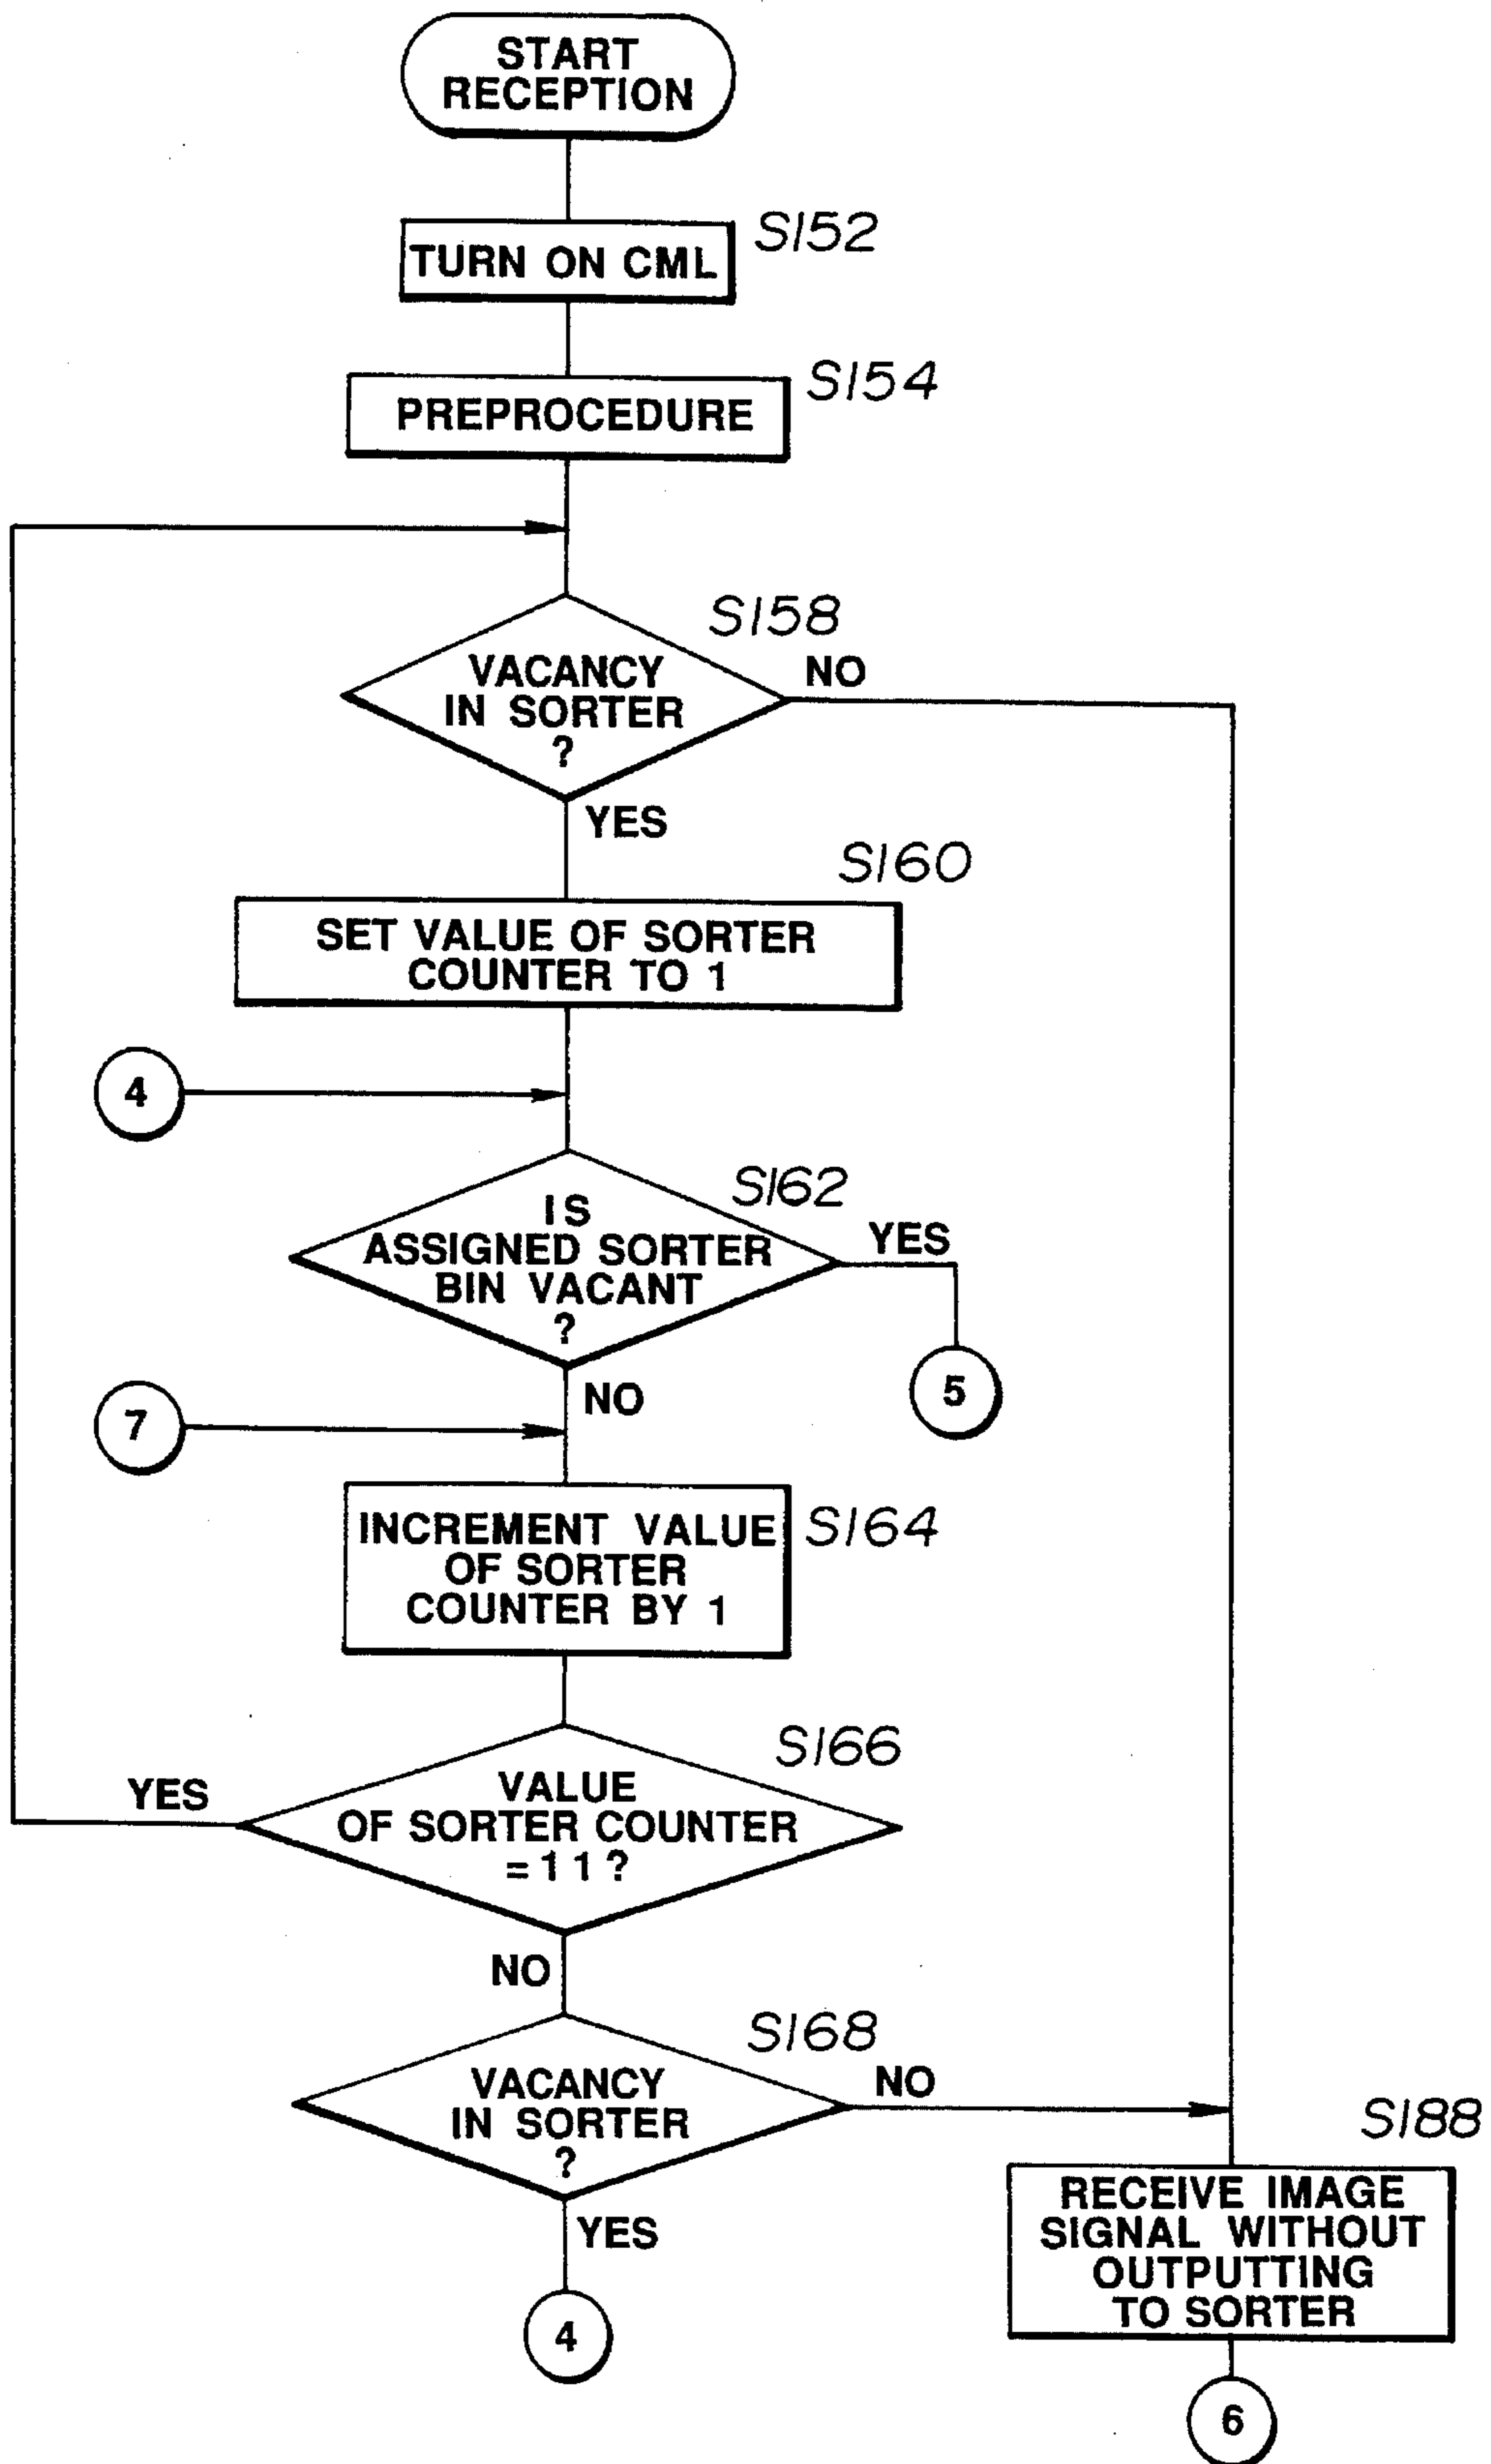 START
RECEPTION
S152
TURN ON CML
S154
PREPROCEDURE
S158
VACANCY
IN SORTER
?
NO
YES
S160
SET VALUE OF SORTER
COUNTER TO 1
4
S162
IS
ASSIGNED SORTER
BIN VACANT
?
YES
5
NO
7
INCREMENT VALUE
OF SORTER
COUNTER BY 1
S164
S166
YES
VALUE
OF SORTER COUNTER
=11?
NO
S168
VACANCY
IN SORTER
?
NO
YES
4
S188
RECEIVE IMAGE
SIGNAL WITHOUT
OUTPUTTING
TO SORTER
6